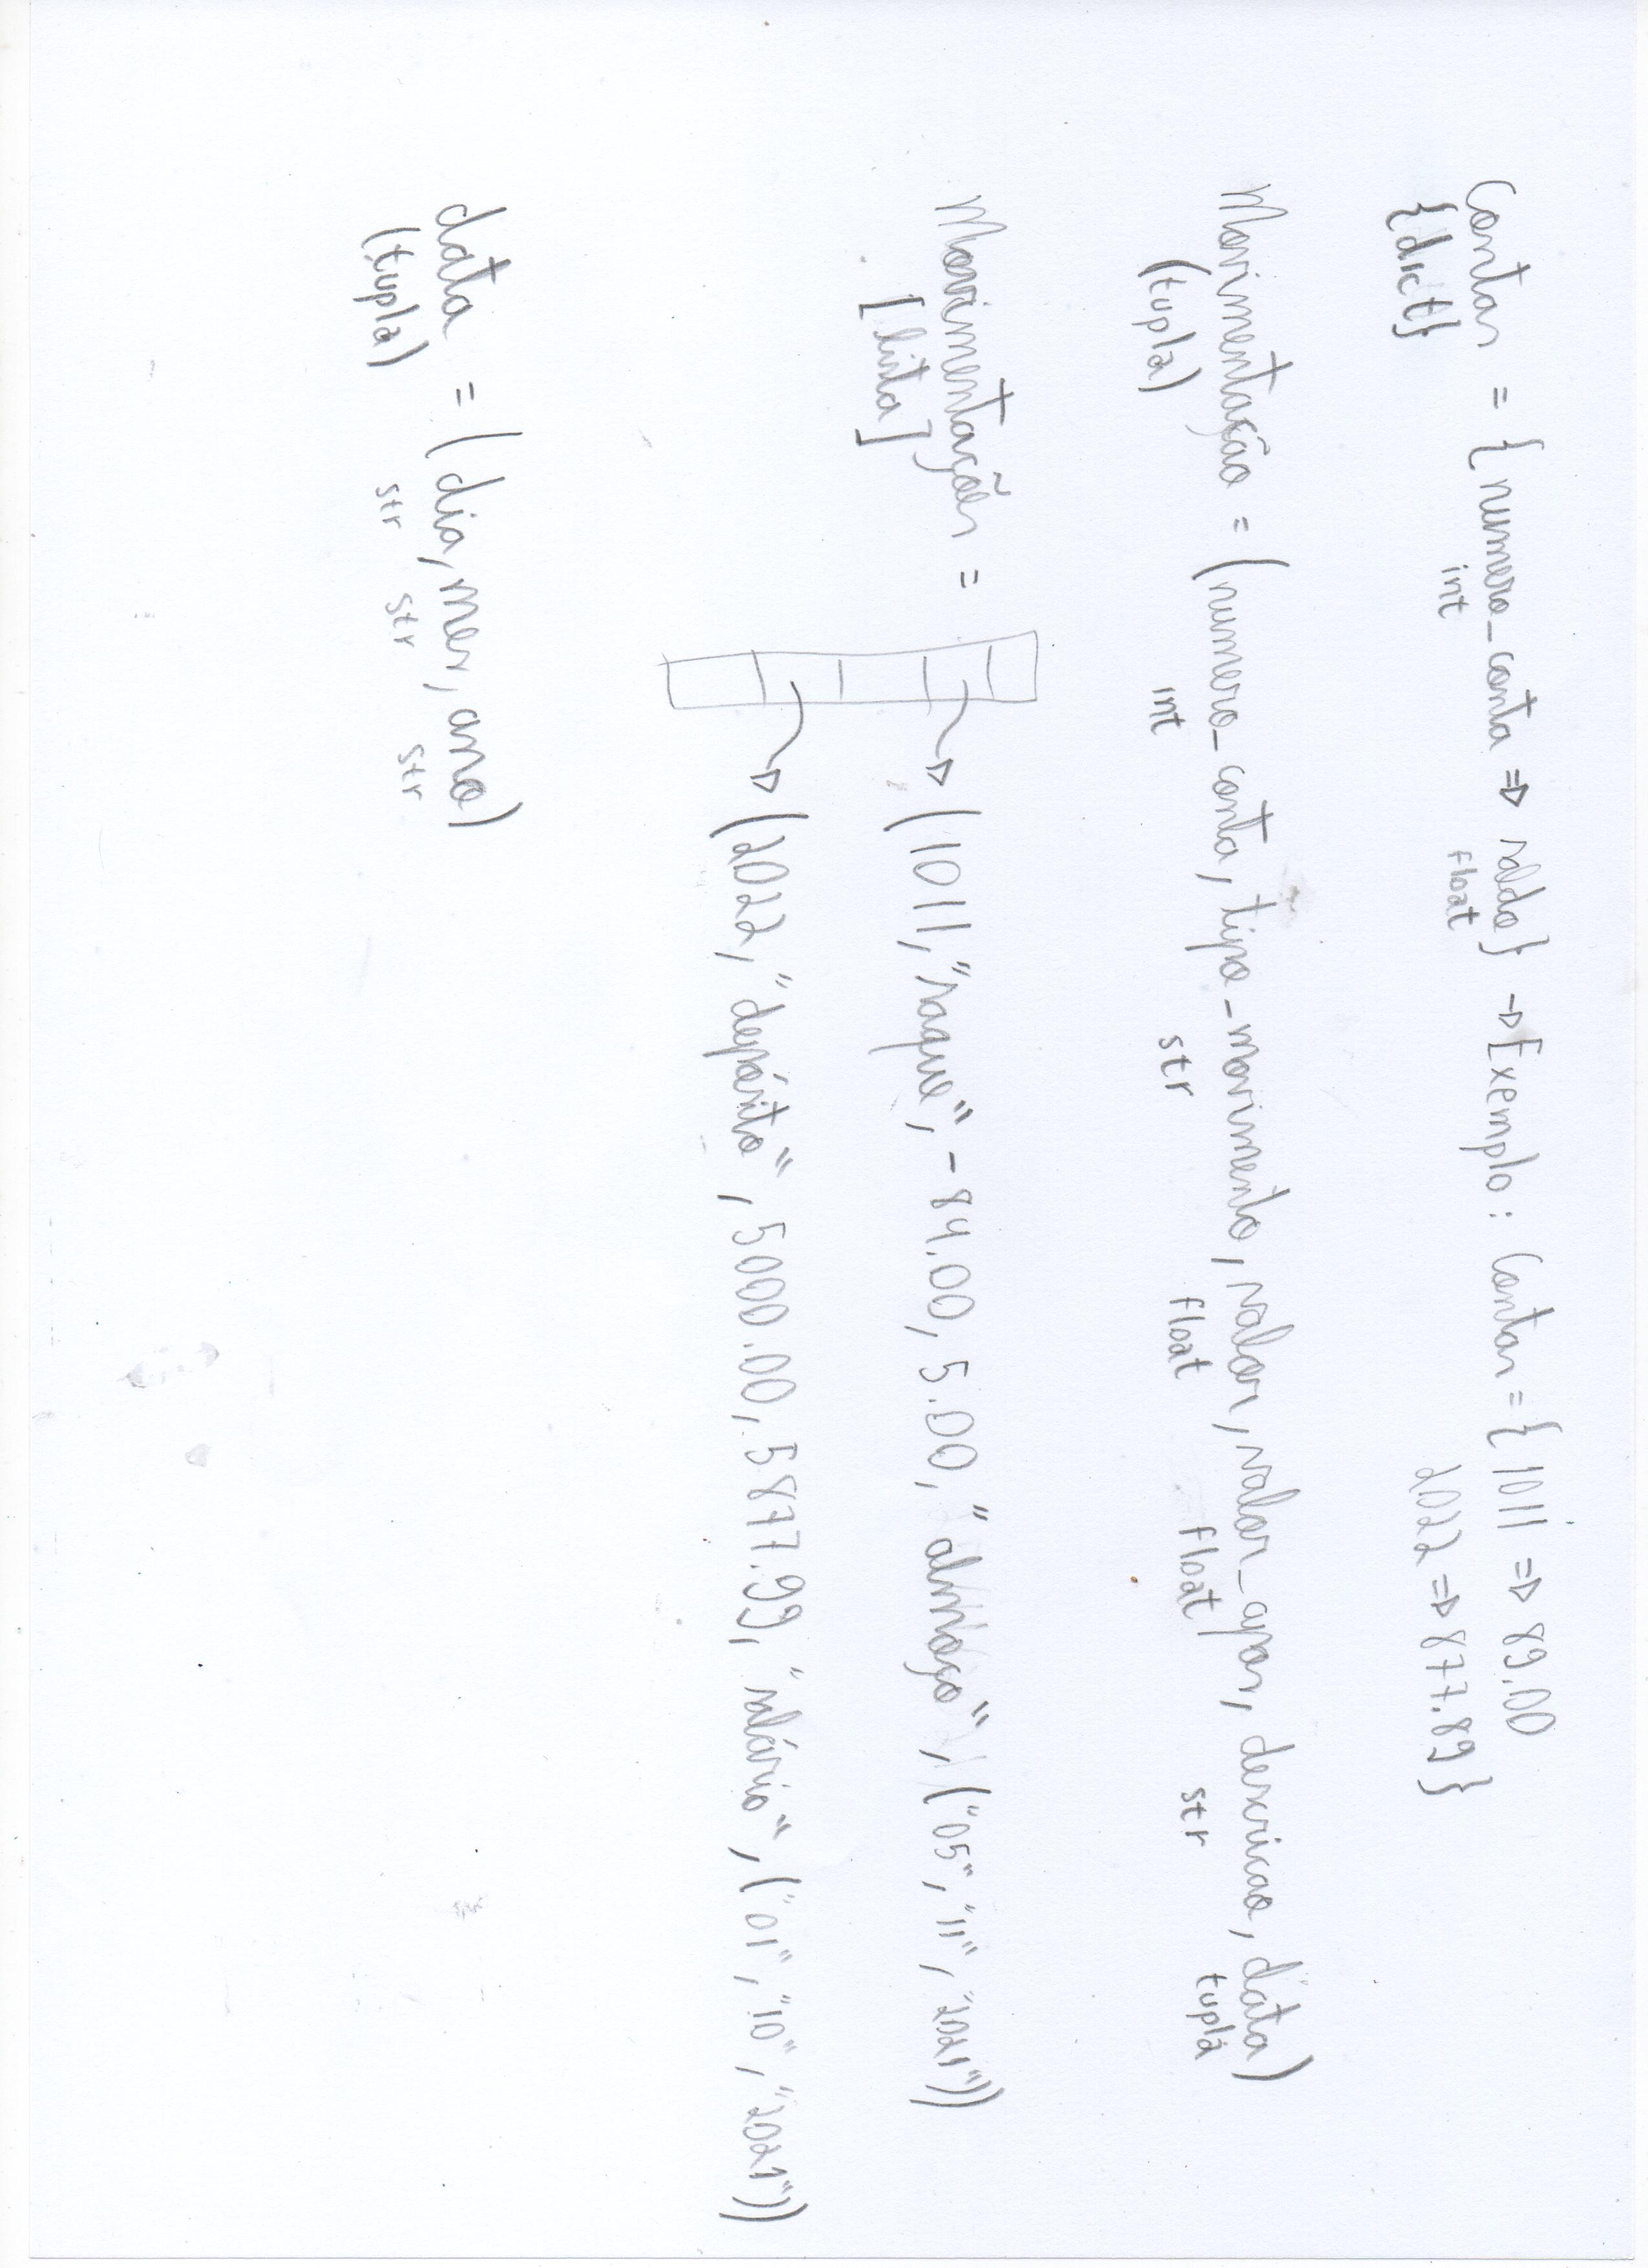 Contas = {numero_conta => saldo} -> Exemplo: Contas = { 1011 => 89.00
int float
{dict} 2022 => 877.89 }
Movimentação = (numero_conta, tipo_movimento, valor, valor_apos, descricao, data)
(tupla) int str float float str tupla
Movimentações =
[lista]
(1011, "saque", -84.00, 5.00, "almoço", ("05", "11", "2021"))
(2022, "depósito", 5000.00, 5877.99, "salário", ("01", "10", "2021"))
data = (dia, mes, ano)
(tupla) str str str